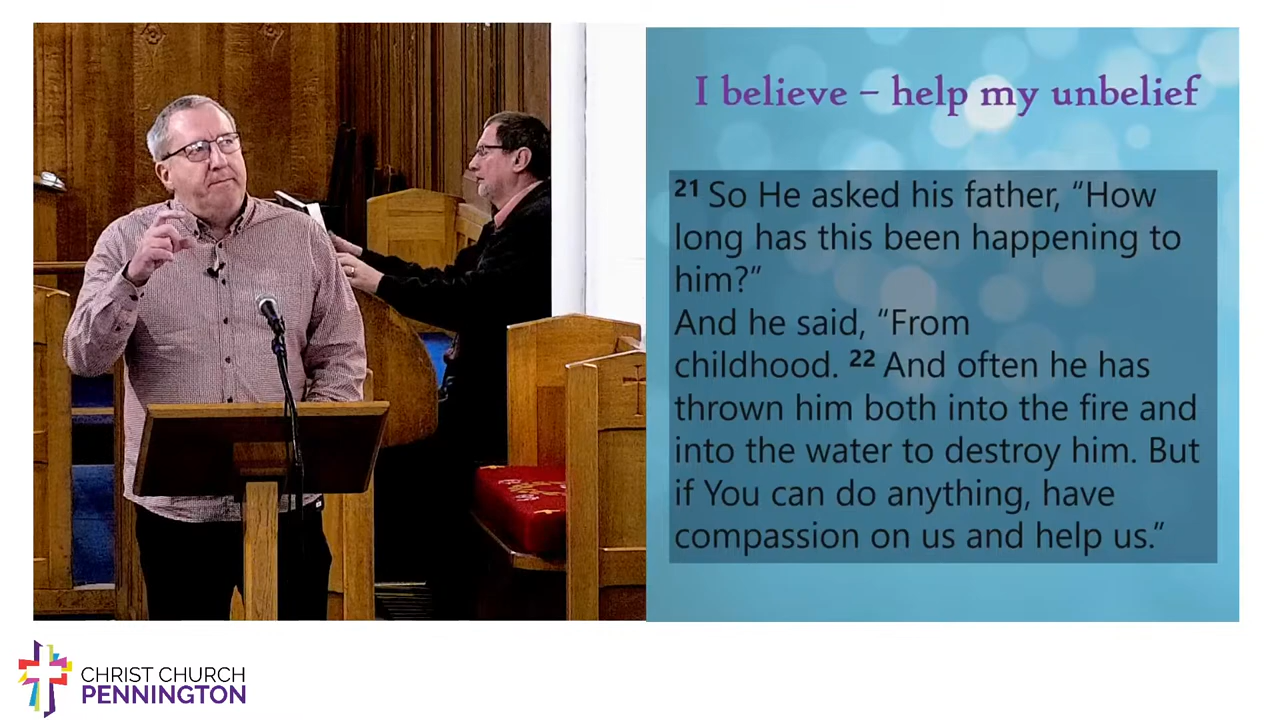 I believe – help my unbelief
21 So He asked his father, “How
long has this been happening to
him?”
And he said, “From
childhood. 22 And often he has
thrown him both into the fire and
into the water to destroy him. But
if You can do anything, have
compassion on us and help us.”
CHRIST CHURCH
PENNINGTON